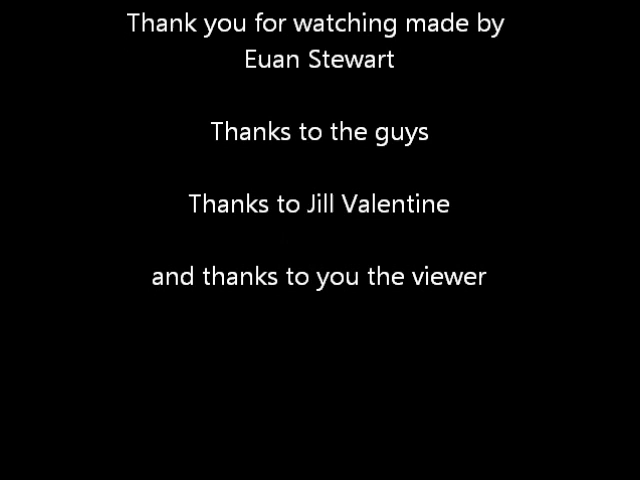 Thank you for watching made by
Euan Stewart
Thanks to the guys
Thanks to Jill Valentine
and thanks to you the viewer